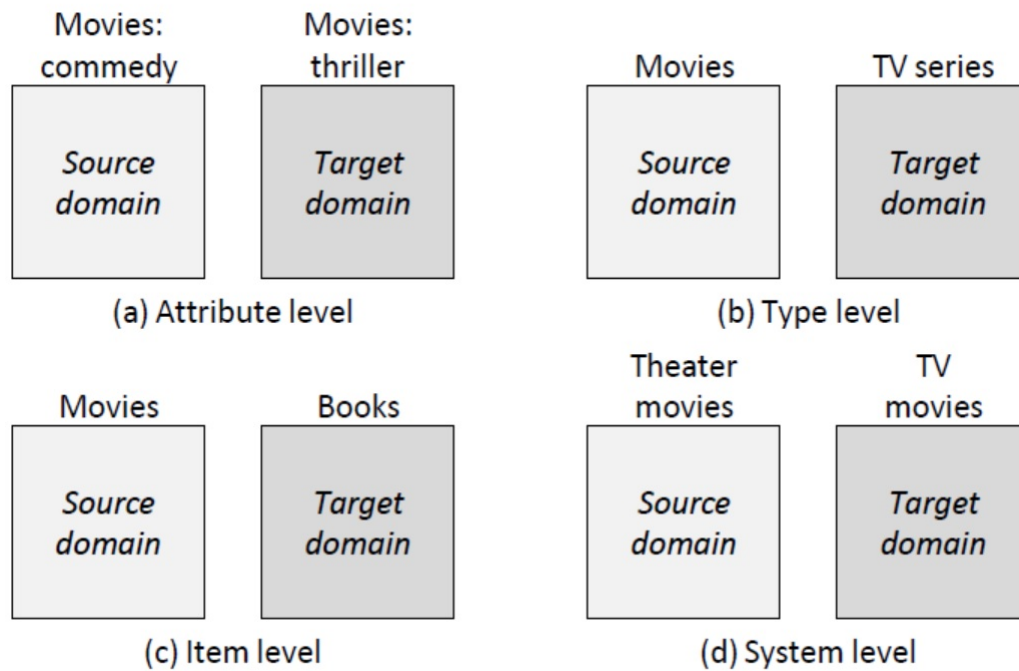 Movies:
commedy
Movies:
thriller
Source
domain
Target
domain
(a) Attribute level
Movies
TV series
Source
domain
Target
domain
(b) Type level
Movies
Books
Source
domain
Target
domain
(c) Item level
Theater
movies
TV
movies
Source
domain
Target
domain
(d) System level